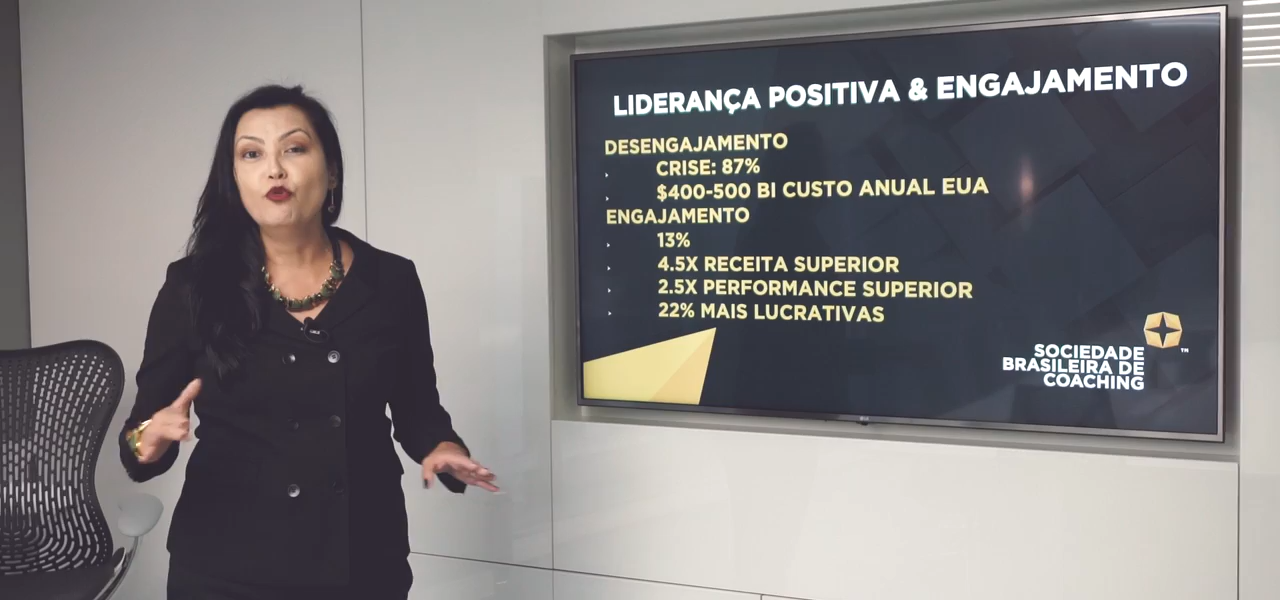 LIDERANÇA POSITIVA & ENGAJAMENTO
DESENGAJAMENTO
CRISE: 87%
$400-500 BI CUSTO ANUAL EUA
ENGAJAMENTO
13%
4.5X RECEITA SUPERIOR
2.5X PERFORMANCE SUPERIOR
22% MAIS LUCRATIVAS
SOCIEDADE
BRASILEIRA DE
COACHING
™